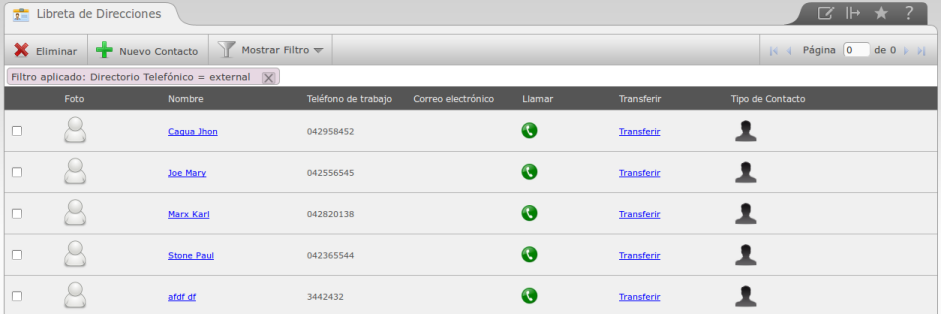 Libreta de Direcciones
?
Eliminar Nuevo Contacto Mostrar Filtro Página 0 de 0
Filtro aplicado: Directorio Telefónico = external X
Foto Nombre Teléfono de trabajo Correo electrónico Llamar Transferir Tipo de Contacto
Caqua Jhon 042958452 Transferir
Joe Mary 042556545 Transferir
Marx Karl 042820138 Transferir
Stone Paul 042365544 Transferir
afdf df 3442432 Transferir